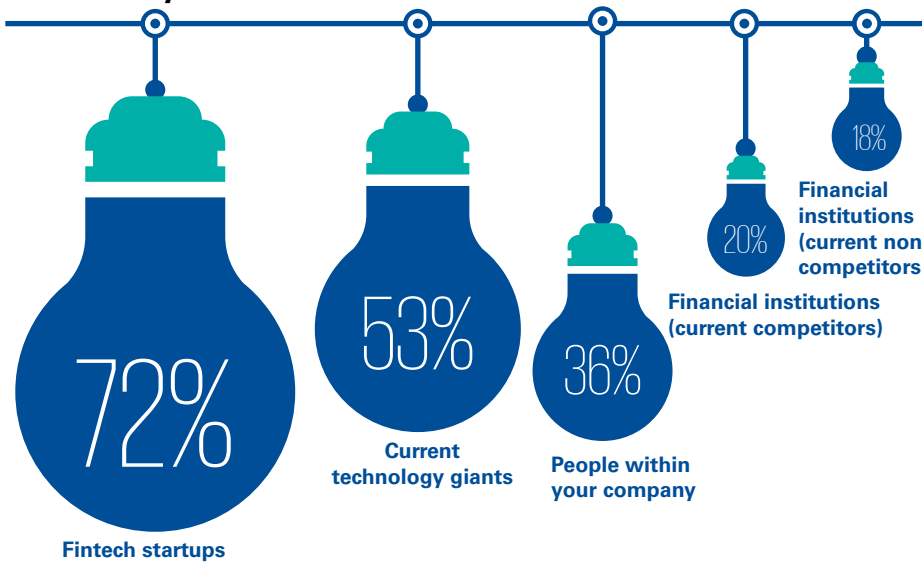 72%
Fintech startups
53%
Current
technology giants
36%
People within
your company
20%
Financial institutions
(current competitors)
18%
Financial
institutions
(current non
competitors